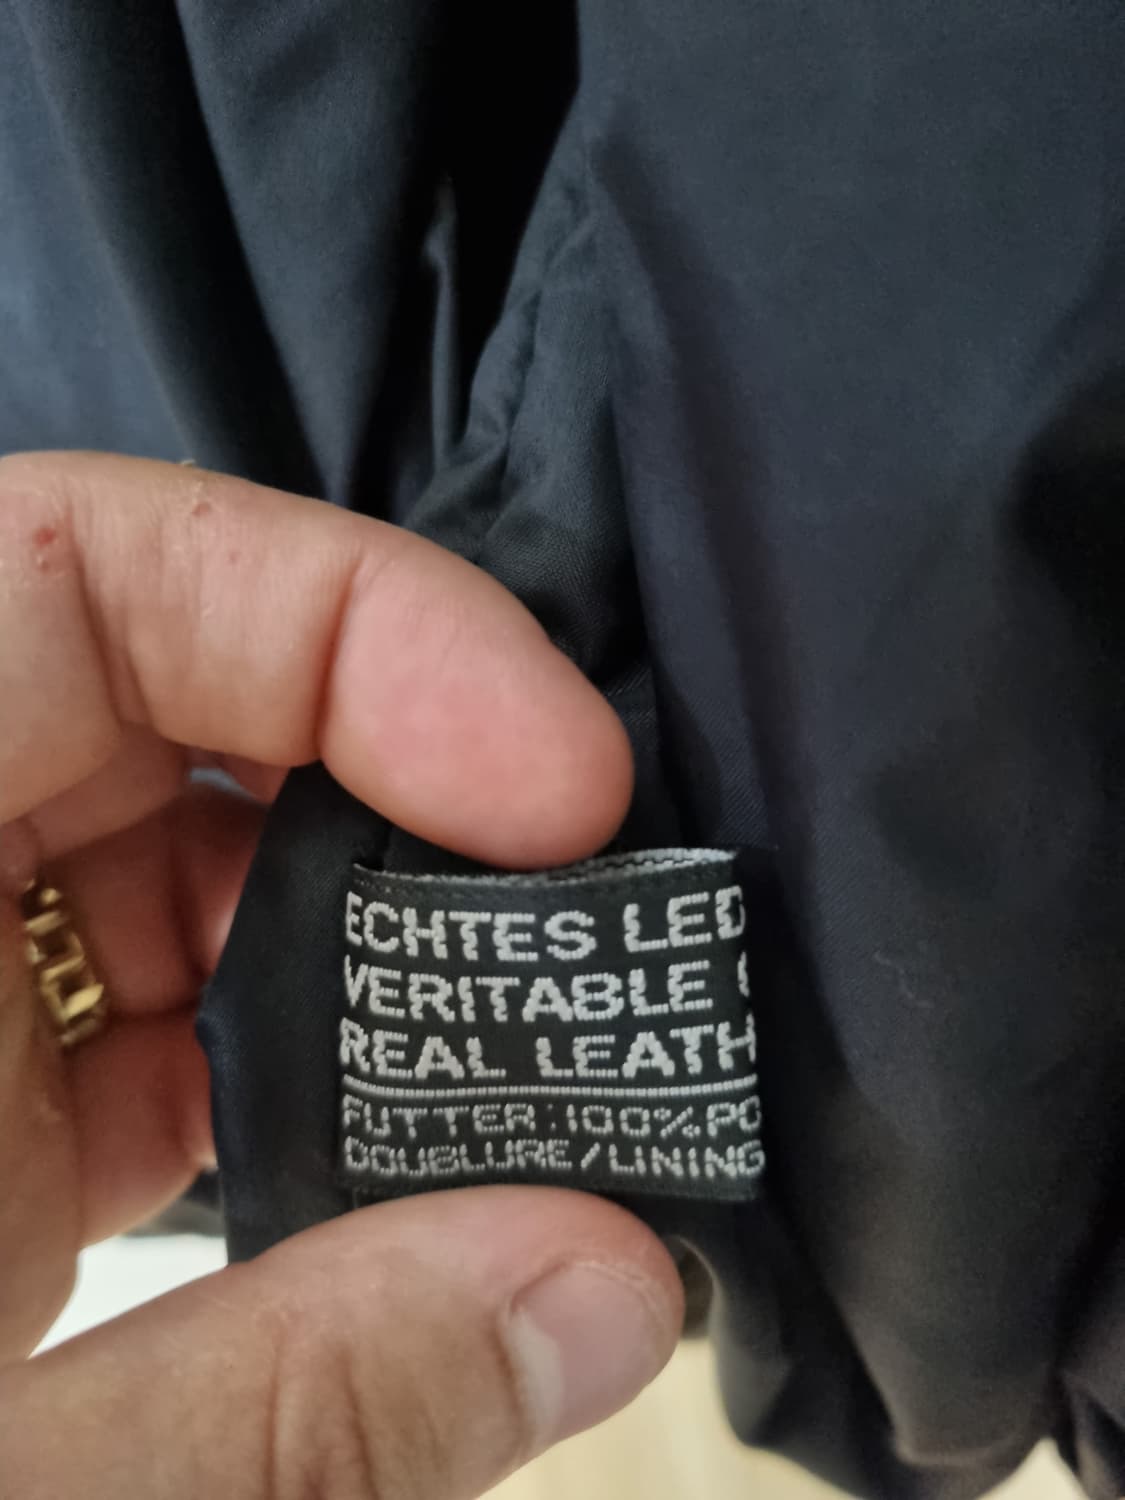 ECHTES LED
VERITABLE
REAL LEATH
FUTTER:100%PO
DOUBLURE/LINING